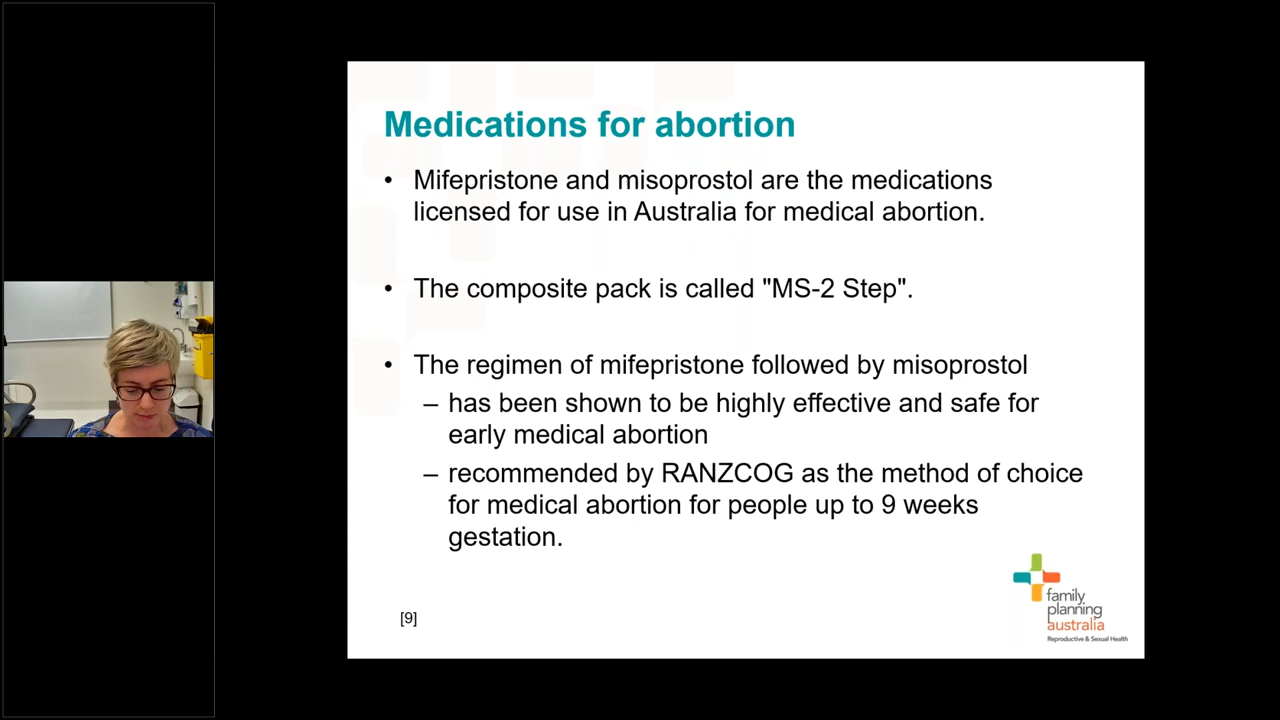 Medications for abortion
• Mifepristone and misoprostol are the medications
licensed for use in Australia for medical abortion.
• The composite pack is called "MS-2 Step".
• The regimen of mifepristone followed by misoprostol
– has been shown to be highly effective and safe for
early medical abortion
– recommended by RANZCOG as the method of choice
for medical abortion for people up to 9 weeks
gestation.
[9]
family
planning
australia
Reproductive & Sexual Health